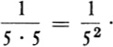 1 / (5 · 5) = 1 / 5² ·